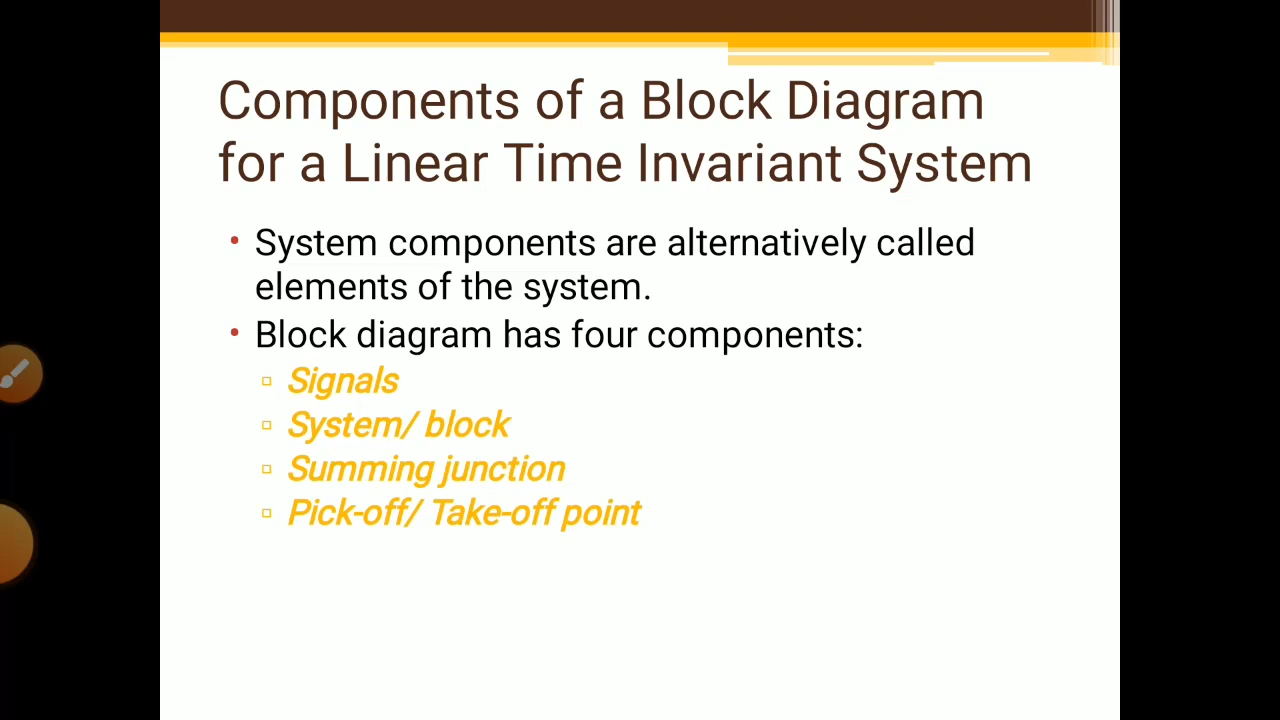 Components of a Block Diagram
for a Linear Time Invariant System
• System components are alternatively called
elements of the system.
• Block diagram has four components:
▫ Signals
▫ System/ block
▫ Summing junction
▫ Pick-off/ Take-off point